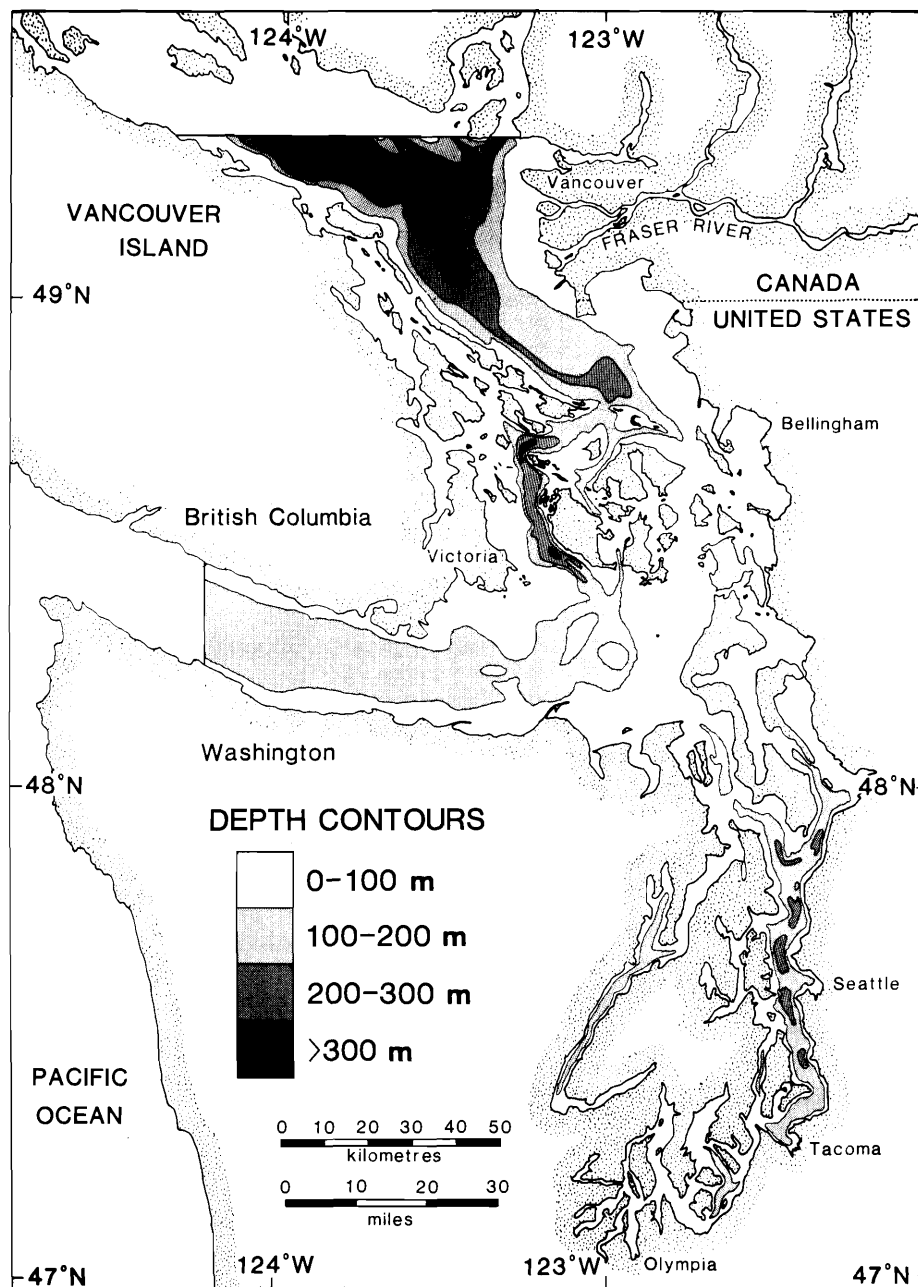 124°W
123°W
Vancouver
VANCOUVER
ISLAND
FRASER RIVER
49°N
CANADA
UNITED STATES
Bellingham
British Columbia
Victoria
Washington
48°N
48°N
DEPTH CONTOURS
0-100 m
100-200 m
200-300 m
>300 m
Seattle
PACIFIC
OCEAN
0 10 20 30 40 50
kilometres
0 10 20 30
miles
Tacoma
124°W
123°W
Olympia
47°N
47°N